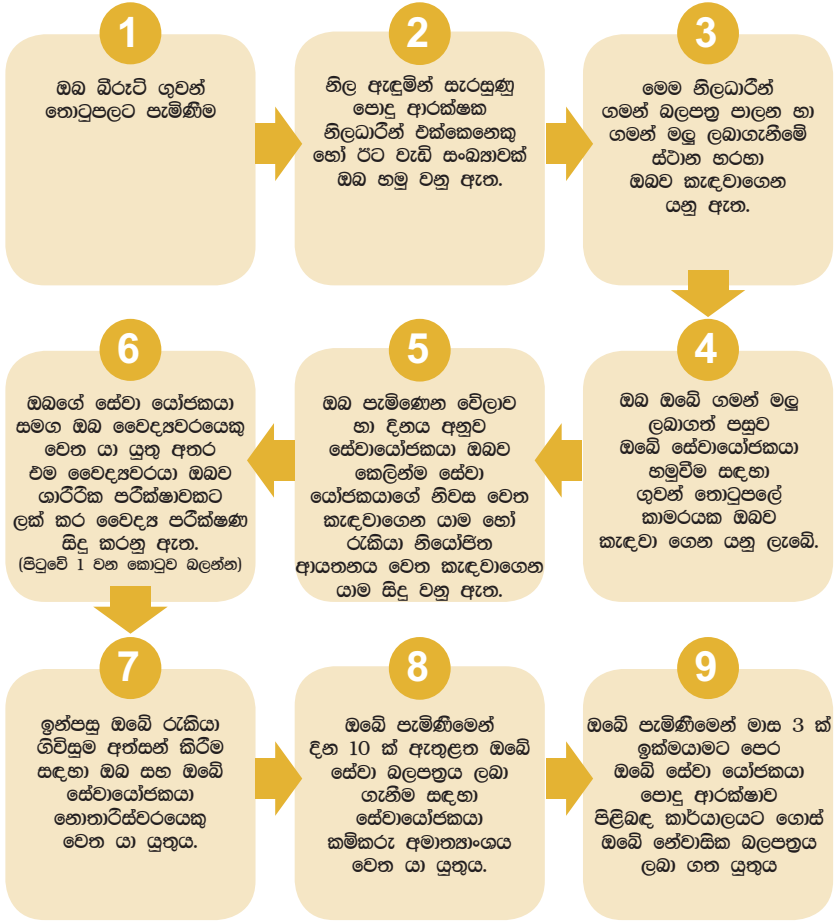 1
ඔබ බීරූටි ගුවන්
තොටුපලට පැමිණිම
2
නිල ඇඳුමින් සැරසුණු
පොදු ආරක්ෂක
නිලධාරීන් එක්කෙනෙකු
හෝ ඊට වැඩි සංඛ්‍යාවක්
ඔබ හමු වනු ඇත.
3
මෙම නිලධාරීන්
ගමන් බලපත්‍ර පාලන හා
ගමන් මලු ලබාගැනීමේ
ස්ථාන හරහා
ඔබව කැඳවාගෙන
යනු ඇත.
4
ඔබ ඔබේ ගමන් මලු
ලබාගත් පසුව
ඔබේ සේවායෝජකයා
හමුවීම සඳහා
ගුවන් තොටුපලේ
කාමරයක ඔබව
කැඳවා ගෙන යනු ලැබේ.
5
ඔබ පැමිණෙන වේලාව
හා දිනය අනුව
සේවායෝජකයා ඔබව
කෙලින්ම සේවා
යෝජකයාගේ නිවස වෙත
කැඳවාගෙන යාම හෝ
රැකියා නියෝජිත
ආයතනය වෙත කැඳවාගෙන
යාම සිදු වනු ඇත.
6
ඔබගේ සේවා යෝජකයා
සමග ඔබ වෛද්‍යවරයෙකු
වෙත යා යුතු අතර
එම වෛද්‍යවරයා ඔබව
ශාරීරික පරීක්ෂාවකට
ලක් කර වෛද්‍ය පරීක්ෂණ
සිදු කරනු ඇත.
(පිටුවේ 1 වන කොටුව බලන්න)
7
ඉන්පසු ඔබේ රැකියා
ගිවිසුම අත්සන් කිරීම
සඳහා ඔබ සහ ඔබේ
සේවායෝජකයා
නොතාරිස්වරයෙකු
වෙත යා යුතුය.
8
ඔබේ පැමිණිමෙන්
දින 10 ක් ඇතුළත ඔබේ
සේවා බලපත්‍රය ලබා
ගැනීම සඳහා
සේවායෝජකයා
කම්කරු අමාත්‍යාංශය
වෙත යා යුතුය.
9
ඔබේ පැමිණිමෙන් මාස 3 ක්
ඉක්මයාමට පෙර
ඔබේ සේවා යෝජකයා
පොදු ආරක්ෂාව
පිළිබඳ කාර්යාලයට ගොස්
ඔබේ නේවාසික බලපත්‍රය
ලබා ගත යුතුය